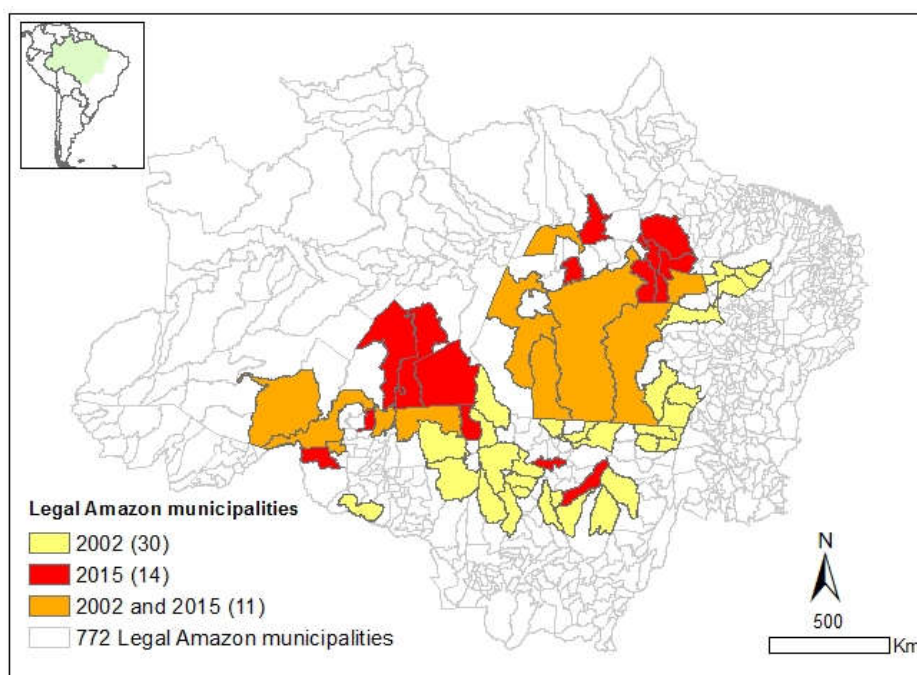 Legal Amazon municipalities
2002 (30)
2015 (14)
2002 and 2015 (11)
772 Legal Amazon municipalities
N
500
Km